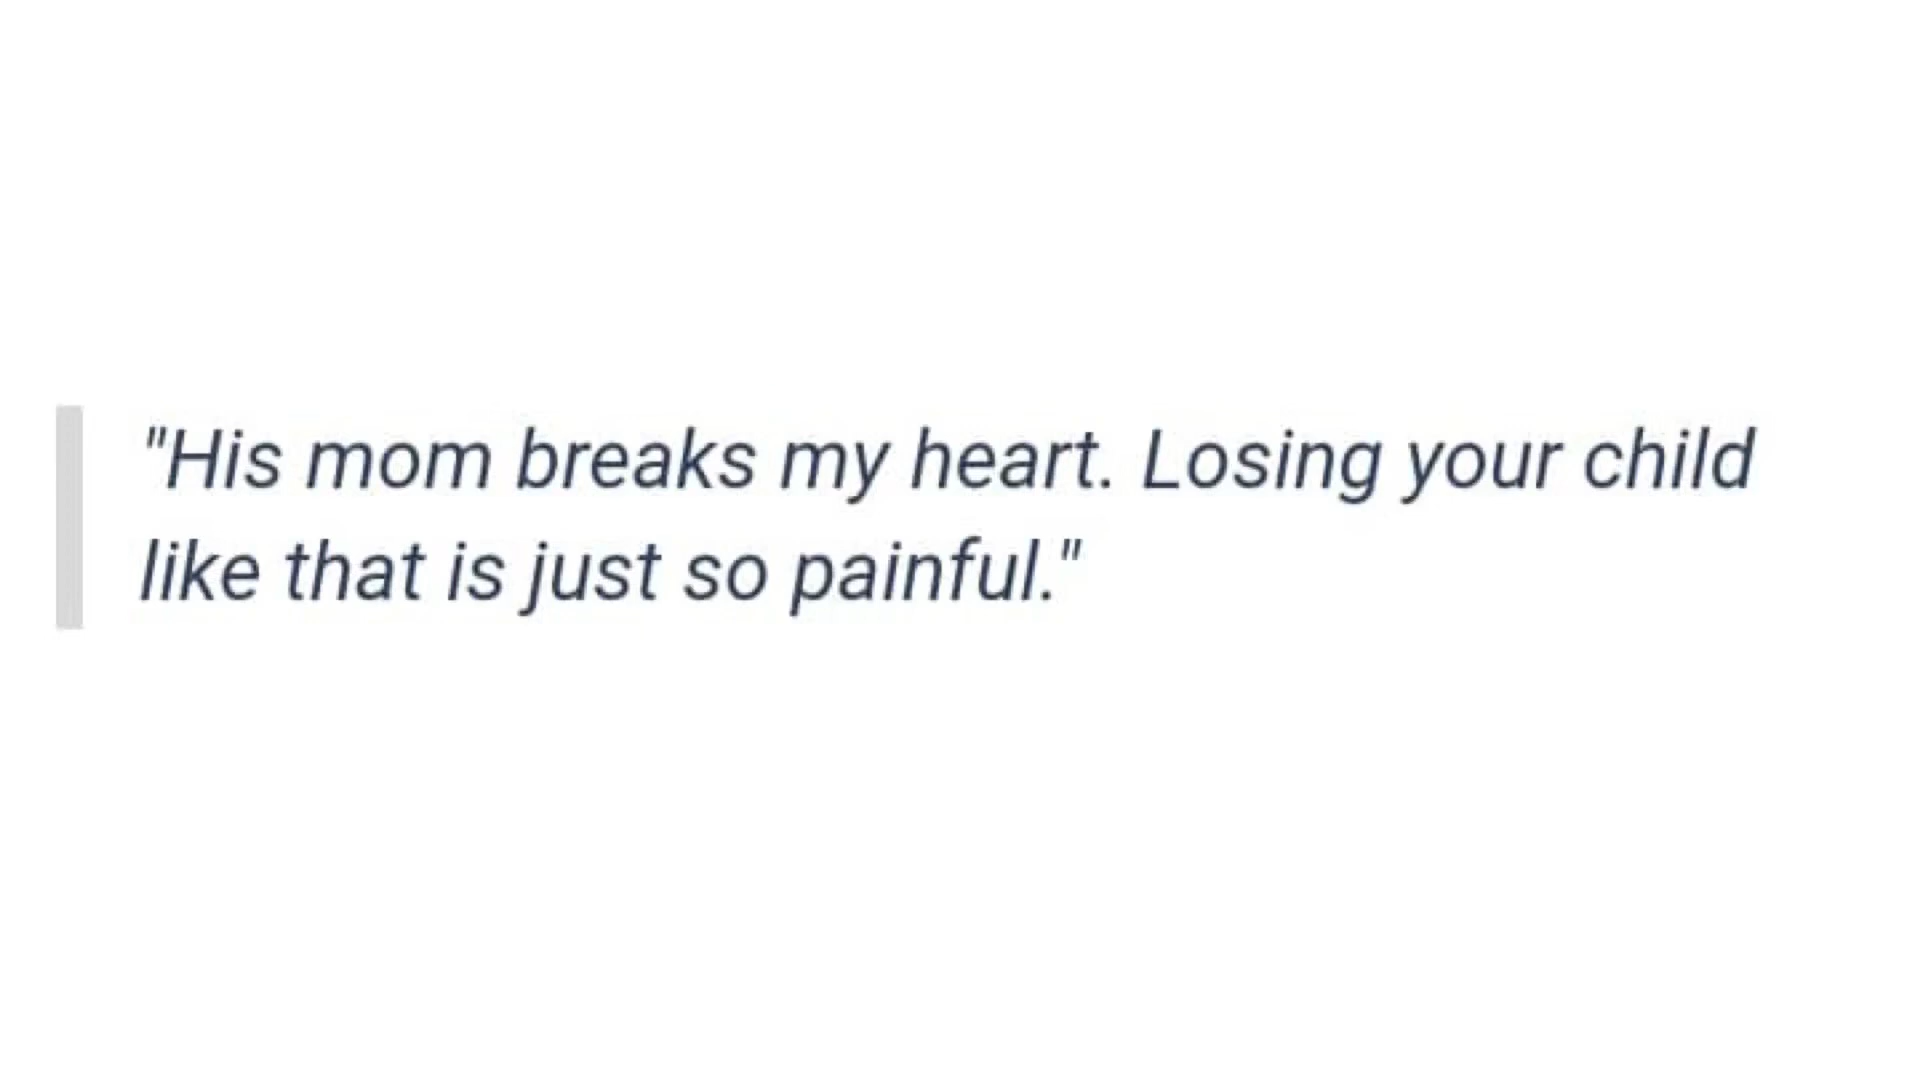 "His mom breaks my heart. Losing your child
like that is just so painful."